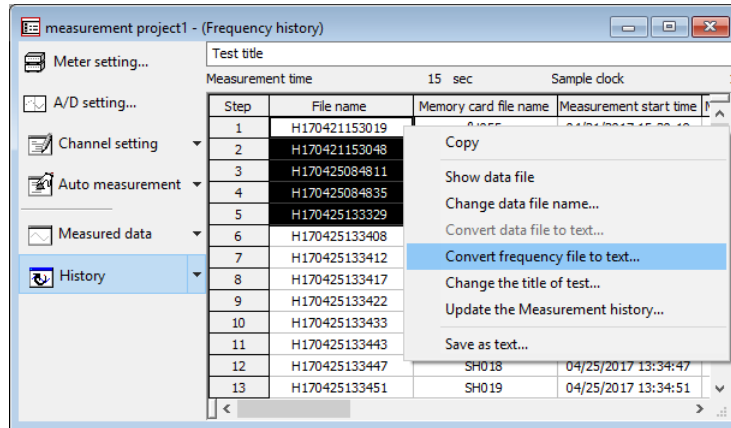 measurement project1 - (Frequency history)
Meter setting...
A/D setting...
Channel setting
Auto measurement
Measured data
History
Test title
Measurement time 15 sec Sample clock
Step File name Memory card file name Measurement start time
1 H170421153019
2 H170421153048
3 H170425084811
4 H170425084835
5 H170425133329
6 H170425133408
7 H170425133412
8 H170425133417
9 H170425133422
10 H170425133433
11 H170425133443
12 H170425133447 SH018 04/25/2017 13:34:47
13 H170425133451 SH019 04/25/2017 13:34:51
Copy
Show data file
Change data file name...
Convert data file to text...
Convert frequency file to text...
Change the title of test...
Update the Measurement history...
Save as text...